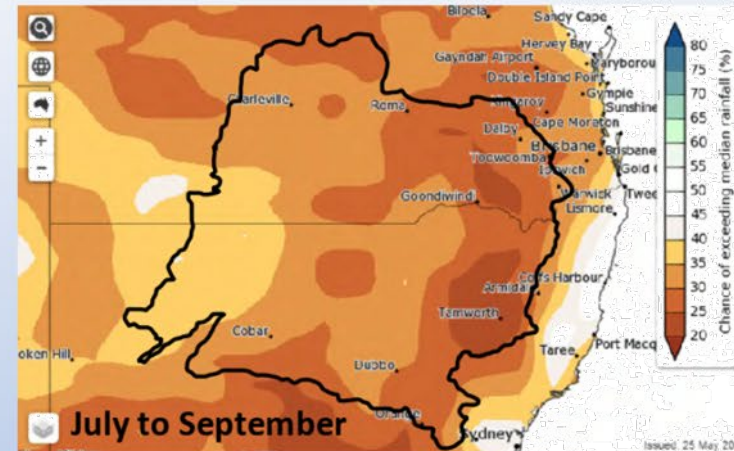 Biloela
Sandy Cape
Hervey Bay
Gayndah Airport
Maryborou
Double Island Point
Gympie
Charleville
Roma
Kingaroy
Sunshine
Cape Moreton
Dalby
Brisbane
Brisbane
Toowoomba
Ipswich
Gold C
Goondiwindi
Warwick
Twee
Lismore
Coffs Harbour
Armidal
Tamworth
Cobar
Port Macq
Taree
oken Hill
Dubbo
Orange
Sydney
July to September
Issued: 25 May 20
80
75
70
65
60
55
50
45
40
35
30
25
20
Chance of exceeding median rainfall (%)
+
−